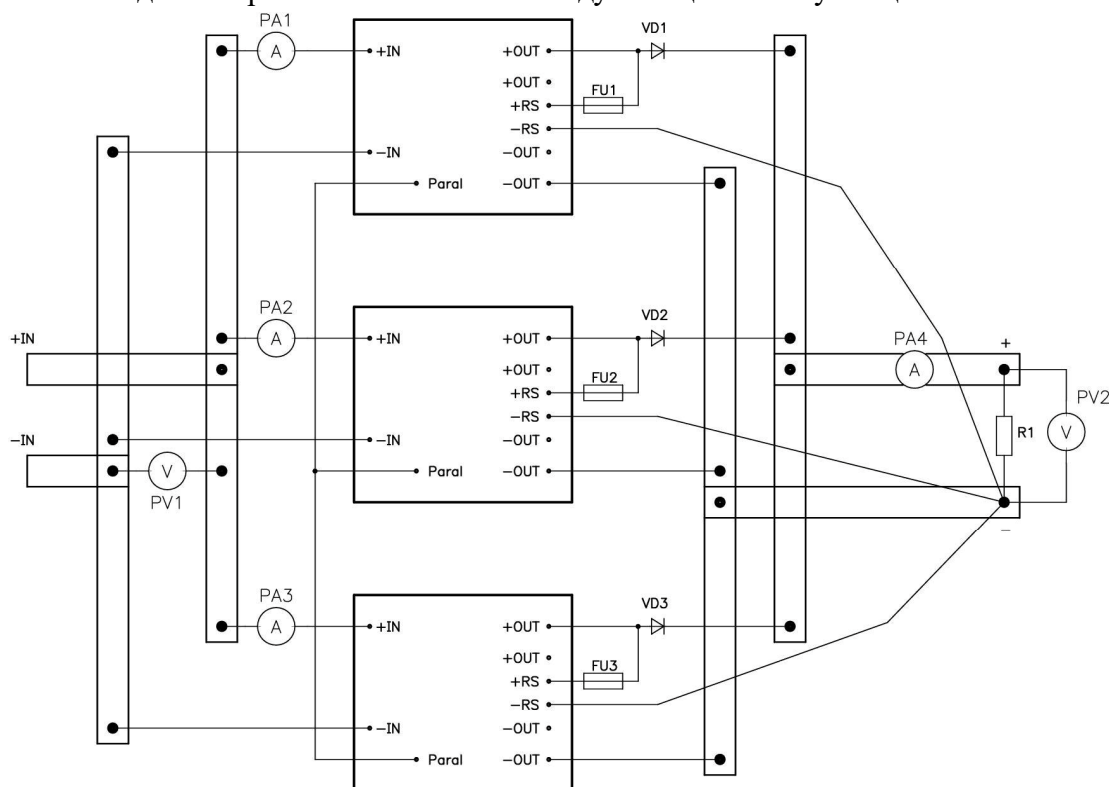 PA1
A
+IN
-IN
Paral
+OUT
+OUT
+RS
-RS
-OUT
-OUT
FU1
VD1
PA2
A
+IN
-IN
Paral
+OUT
+OUT
+RS
-RS
-OUT
-OUT
FU2
VD2
+IN
-IN
V
PV1
PA4
A
+
R1
V
PV2
-
PA3
A
+IN
-IN
Paral
+OUT
+OUT
+RS
-RS
-OUT
-OUT
FU3
VD3